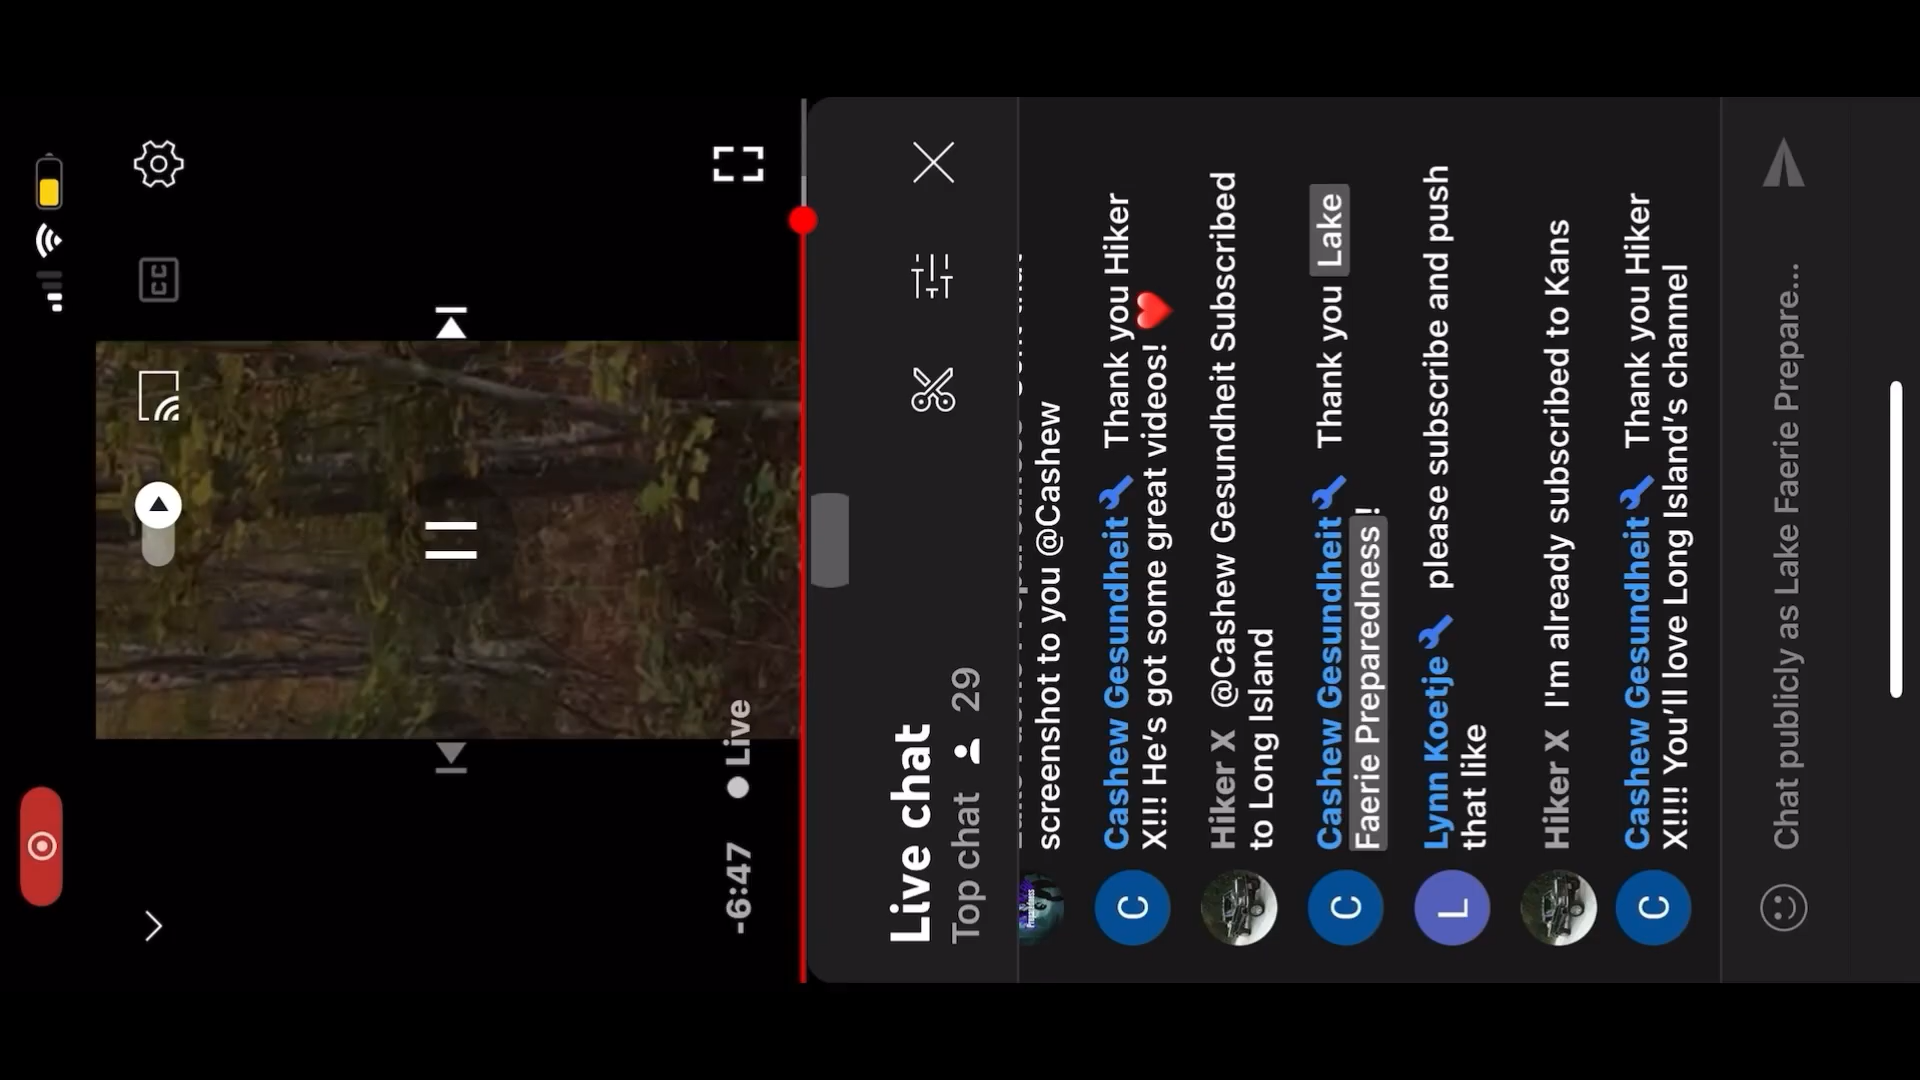 -6:47 Live
Live chat
Top chat 29
screenshot to you @Cashew
Cashew Gesundheit Thank you Hiker
X!!! He's got some great videos!
Hiker X @Cashew Gesundheit Subscribed
to Long Island
Cashew Gesundheit Thank you Lake
Faerie Preparedness !
Lynn Koetje please subscribe and push
that like
Hiker X I'm already subscribed to Kans
Cashew Gesundheit Thank you Hiker
X!!!! You'll love Long Island's channel
Chat publicly as Lake Faerie Prepare...
CC
C
C
L
C